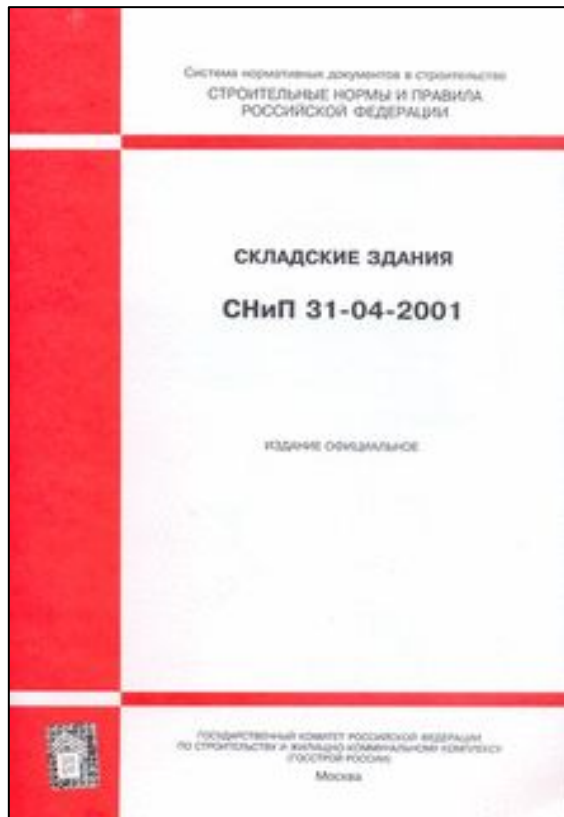 Система нормативных документов в строительстве
СТРОИТЕЛЬНЫЕ НОРМЫ И ПРАВИЛА
РОССИЙСКОЙ ФЕДЕРАЦИИ
СКЛАДСКИЕ ЗДАНИЯ
СНиП 31-04-2001
ИЗДАНИЕ ОФИЦИАЛЬНОЕ
ГОСУДАРСТВЕННЫЙ КОМИТЕТ РОССИЙСКОЙ ФЕДЕРАЦИИ
ПО СТРОИТЕЛЬСТВУ И ЖИЛИЩНО-КОММУНАЛЬНОМУ КОМПЛЕКСУ
(ГОССТРОЙ РОССИИ)
Москва